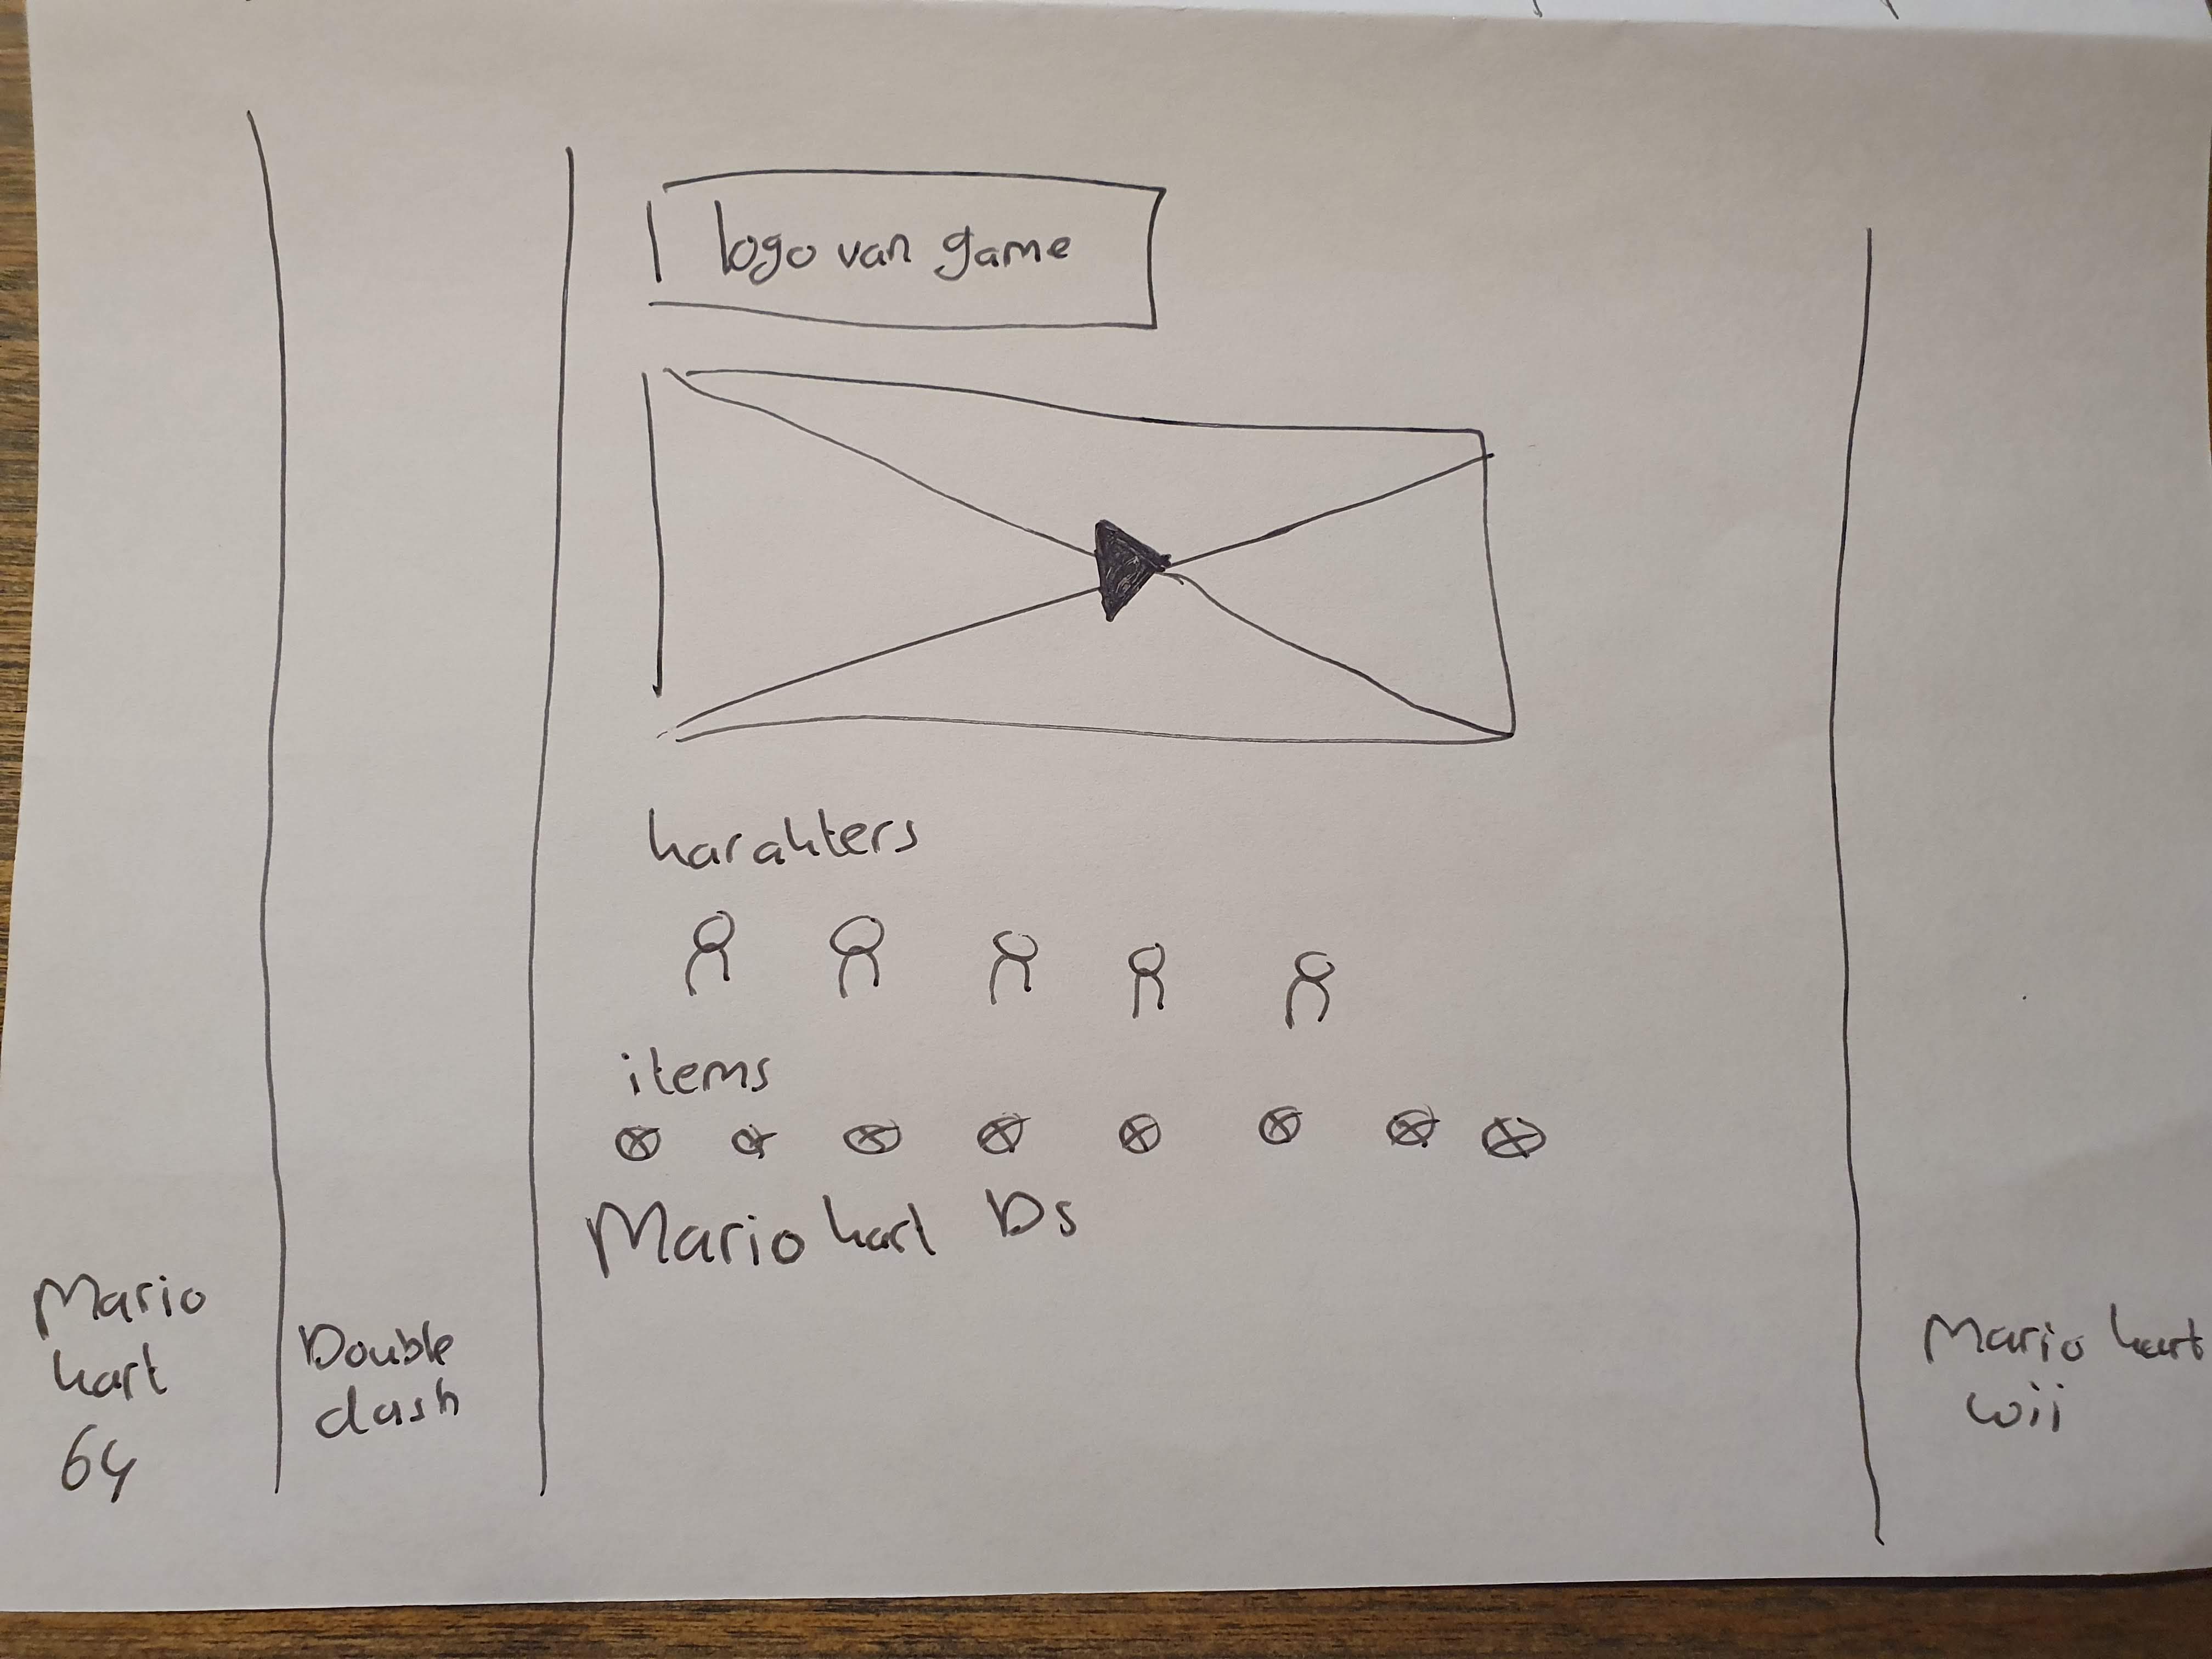 logo van game
karakters
items
Mario kart Ds
Mario
kart
64
Double
dash
Mario kart
wii